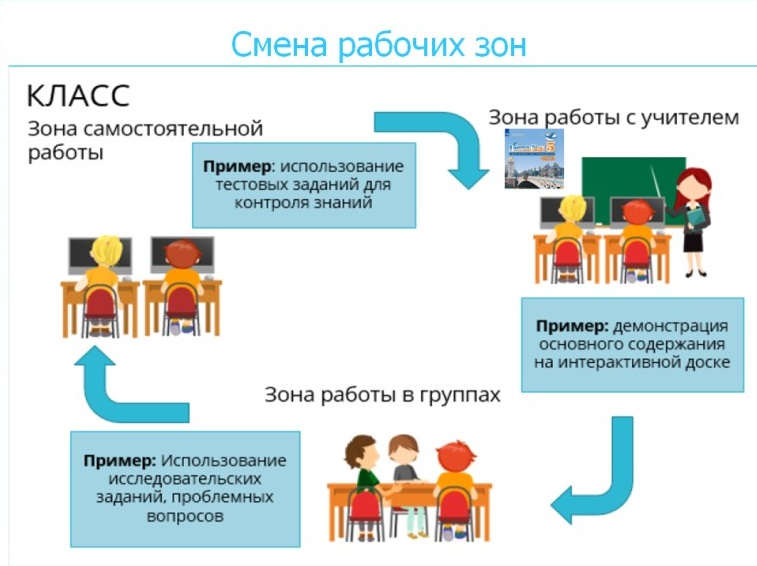 Смена рабочих зон
КЛАСС
Зона самостоятельной
работы
Пример: использование
тестовых заданий для
контроля знаний
Зона работы с учителем
5
Пример: демонстрация
основного содержания
на интерактивной доске
Зона работы в группах
Пример: Использование
исследовательских
заданий, проблемных
вопросов